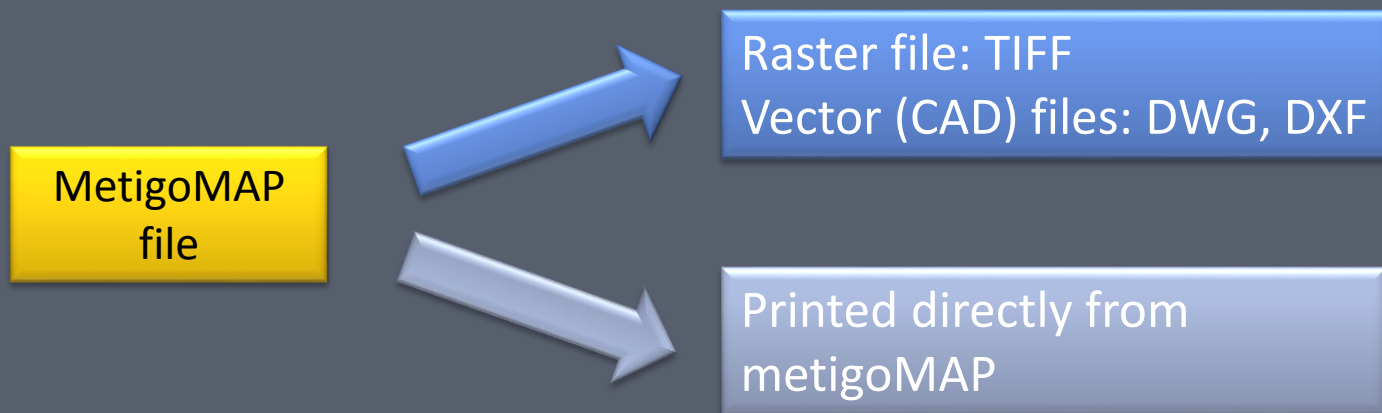 MetigoMAP
file
Raster file: TIFF
Vector (CAD) files: DWG, DXF
Printed directly from
metigoMAP